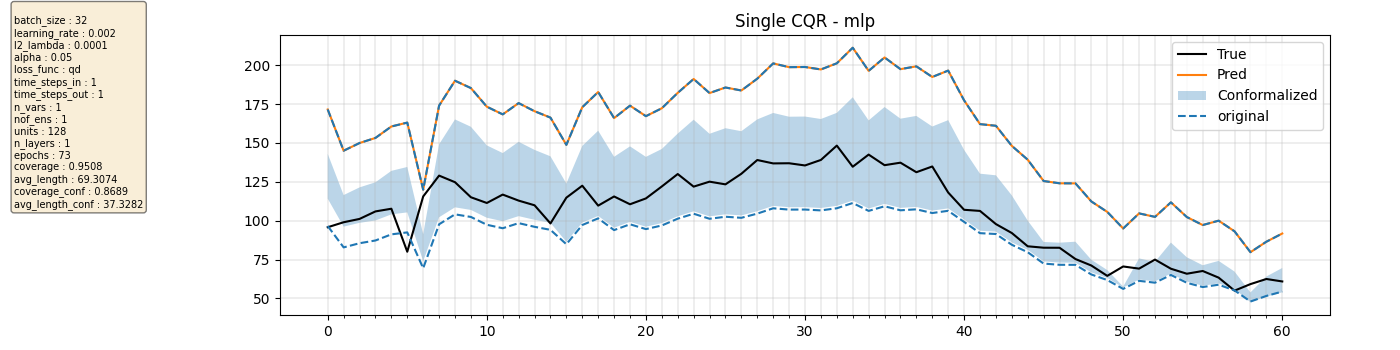 batch_size : 32
learning_rate : 0.002
l2_lambda : 0.0001
alpha : 0.05
loss_func : qd
time_steps_in : 1
time_steps_out : 1
n_vars : 1
nof_ens : 1
units : 128
n_layers : 1
epochs : 73
coverage : 0.9508
avg_length : 69.3074
coverage_conf : 0.8689
avg_length_conf : 37.3282
Single CQR - mlp
200
175
150
125
100
75
50
0 10 20 30 40 50 60
True
Pred
Conformalized
original